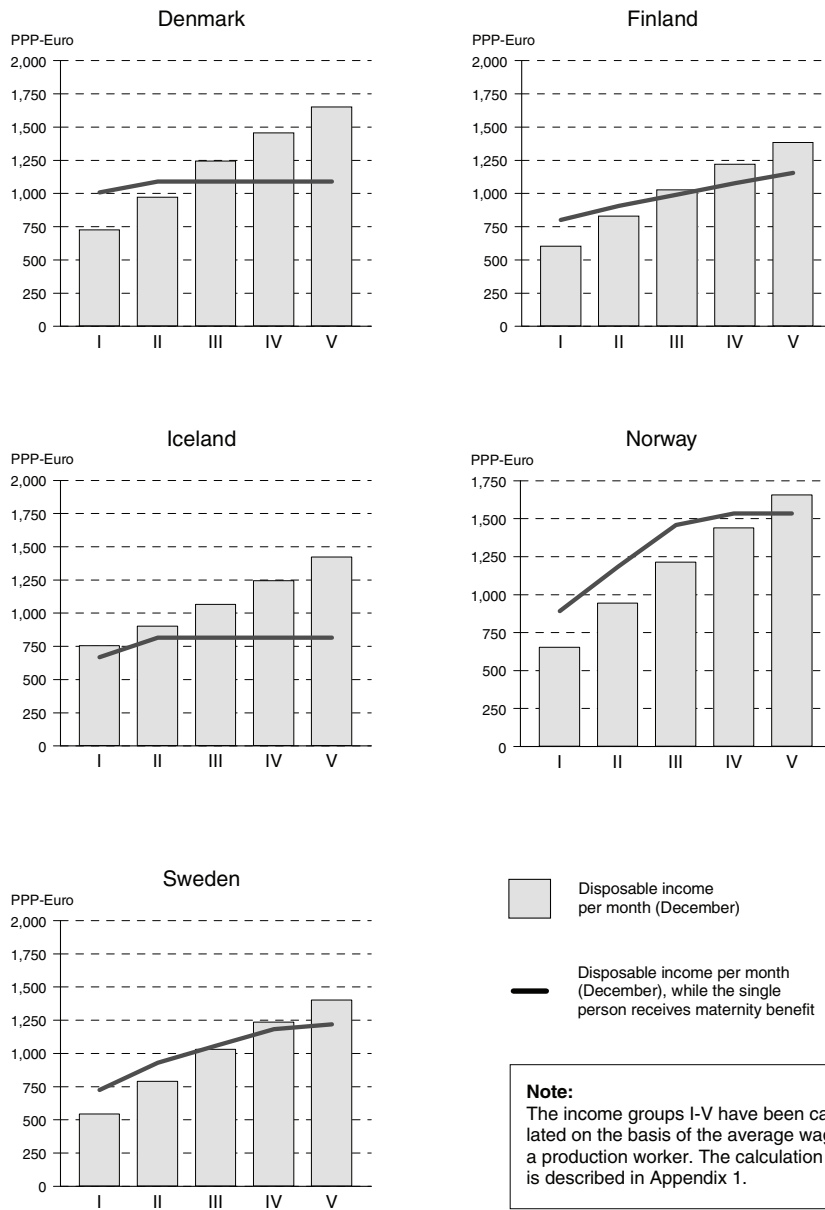 Denmark
PPP-Euro
2,000
1,750
1,500
1,250
1,000
750
500
250
0
I II III IV V
Finland
PPP-Euro
2,000
1,750
1,500
1,250
1,000
750
500
250
0
I II III IV V
Iceland
PPP-Euro
2,000
1,750
1,500
1,250
1,000
750
500
250
0
I II III IV V
Norway
PPP-Euro
1,750
1,500
1,250
1,000
750
500
250
0
I II III IV V
Sweden
PPP-Euro
2,000
1,750
1,500
1,250
1,000
750
500
250
0
I II III IV V
Disposable income
per month (December)
Disposable income per month
(December), while the single
person receives maternity benefit
Note:
The income groups I-V have been ca
lated on the basis of the average wag
a production worker. The calculation
is described in Appendix 1.